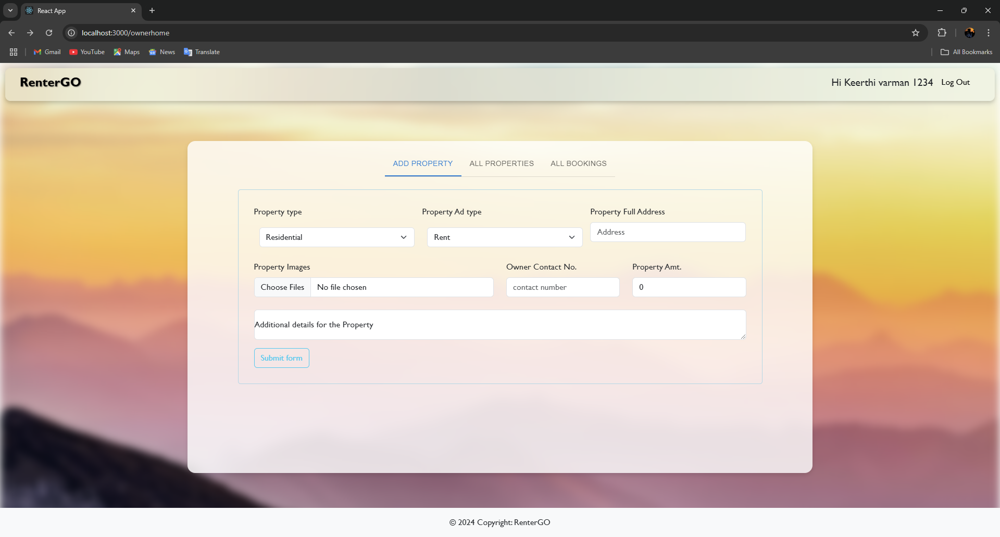 React App
localhost:3000/ownerhome
Gmail YouTube Maps News Translate All Bookmarks
RenterGO Hi Keerthi varman 1234 Log Out
ADD PROPERTY ALL PROPERTIES ALL BOOKINGS
Property type Property Ad type Property Full Address
Residential Rent Address
Property Images Owner Contact No. Property Amt.
Choose Files No file chosen contact number 0
Additional details for the Property
Submit form
© 2024 Copyright: RenterGO